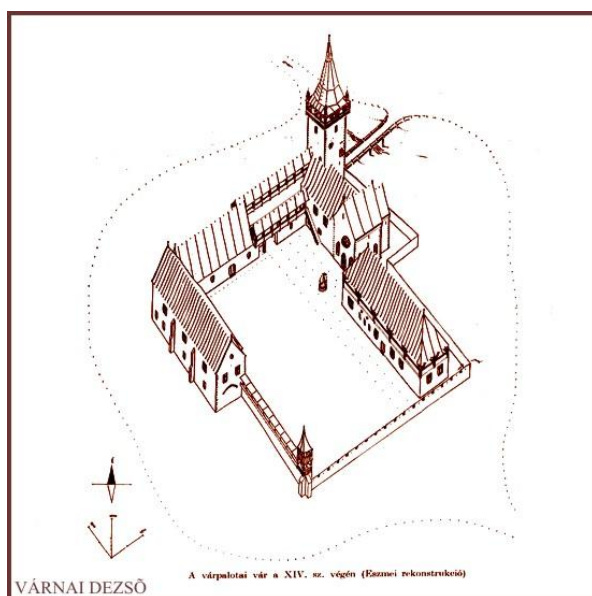 A várpalotai vár a XIV. sz. végén (Eszmei rekonstrukció)
VÁRNAI DEZSŐ